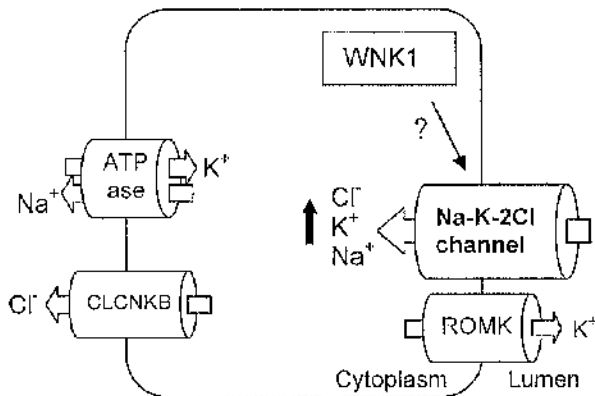 WNK1
?
ATP
ase
K⁺
Na⁺
Cl⁻
K⁺
Na⁺
Na-K-2Cl
channel
Cl⁻
CLCNKB
ROMK
K⁺
Cytoplasm
Lumen